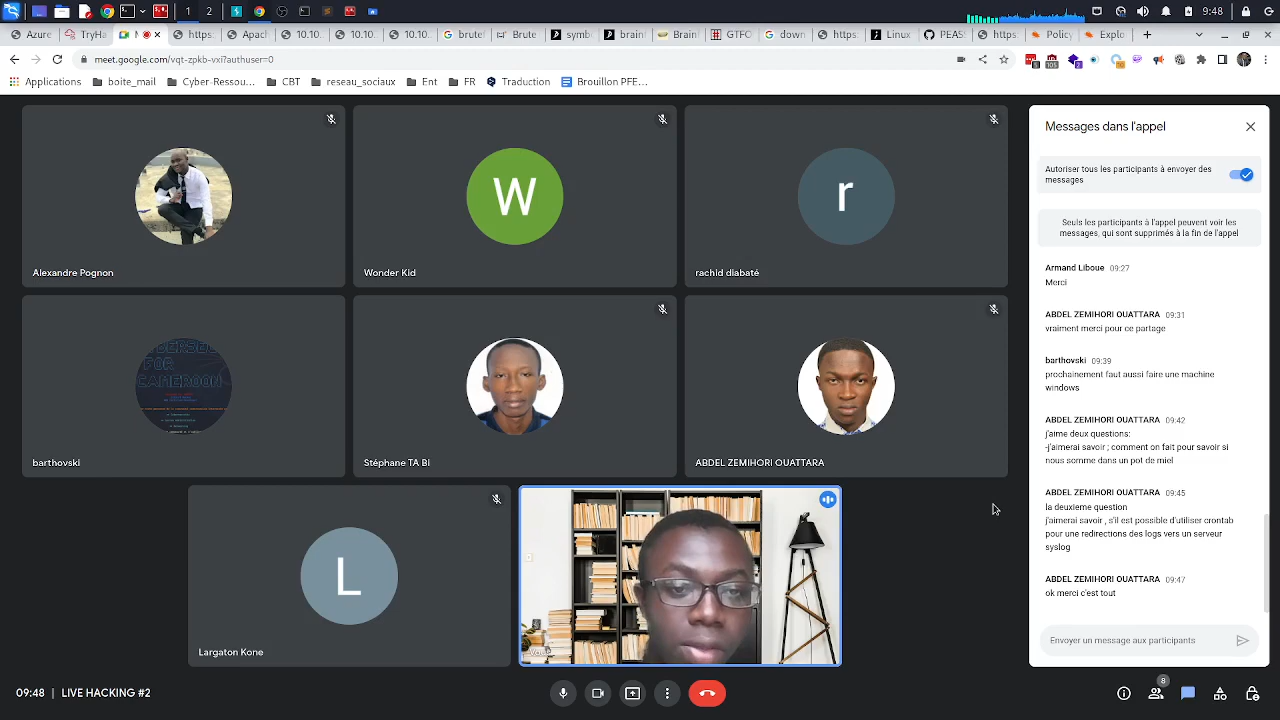 1 2 9:48
Azure TryHa https: Apach 10.10. 10.10. 10.10. brute Brute symb brain Brain GTFO down https: Linux PEAS https: Policy Explo
meet.google.com/vqt-zpkb-vxi?authuser=0
Applications boite_mail Cyber-Ressou... CBT réseau_sociaux Ent FR Traduction Brouillon PFE...
Alexandre Pognon
W
Wonder Klo
r
rachid diabaté
FOR
CAMEROON
barthovski
Stéphane TA BI
ABDEL ZEMIHORI OUATTARA
L
Largaton Kone
Messages dans l'appel
Autoriser tous les participants à envoyer des
messages
Seuls les participants à l'appel peuvent voir les
messages, qui sont supprimés à la fin de l'appel
Armand Liboue 09:27
Merci
ABDEL ZEMIHORI OUATTARA 09:31
vraiment merci pour ce partage
barthovski 09:39
prochainement faut aussi faire une machine
windows
ABDEL ZEMIHORI OUATTARA 09:42
j'aime deux questions:
-j'aimerai savoir ; comment on fait pour savoir si
nous somme dans un pot de miel
ABDEL ZEMIHORI OUATTARA 09:45
la deuxieme question
j'aimerai savoir , s'il est possible d'utiliser crontab
pour une redirections des logs vers un serveur
syslog
ABDEL ZEMIHORI OUATTARA 09:47
ok merci c'est tout
Envoyer un message aux participants
09:48 | LIVE HACKING #2
8